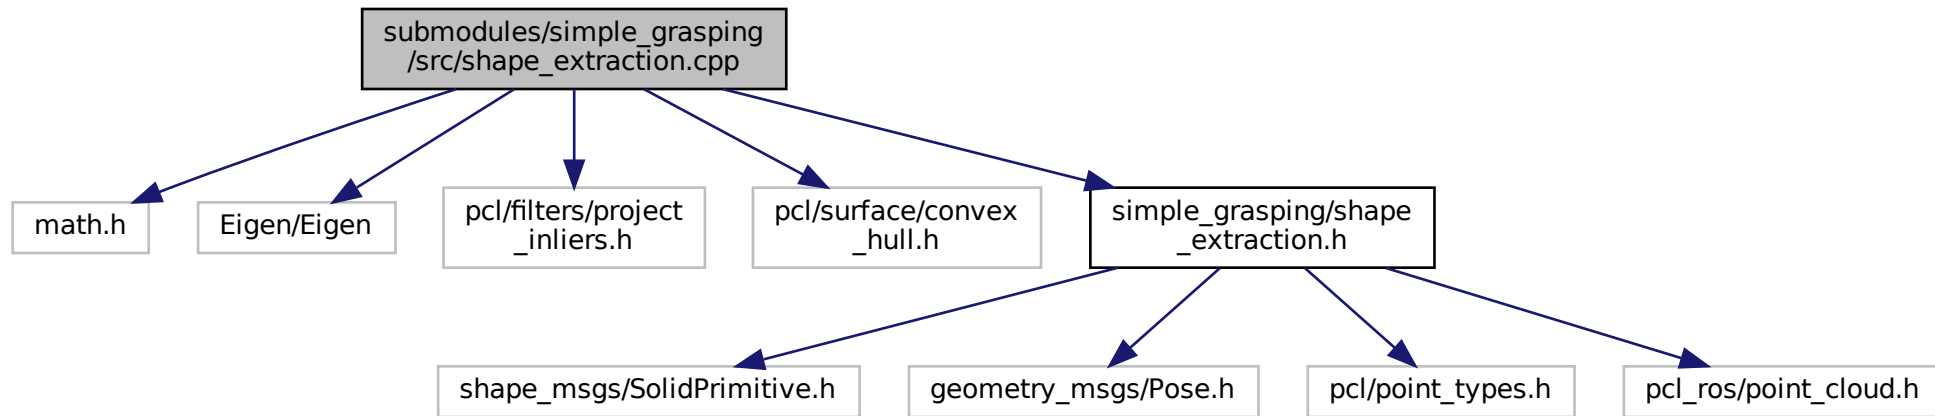 submodules/simple_grasping
/src/shape_extraction.cpp
math.h
Eigen/Eigen
pcl/filters/project
_inliers.h
pcl/surface/convex
_hull.h
simple_grasping/shape
_extraction.h
shape_msgs/SolidPrimitive.h
geometry_msgs/Pose.h
pcl/point_types.h
pcl_ros/point_cloud.h